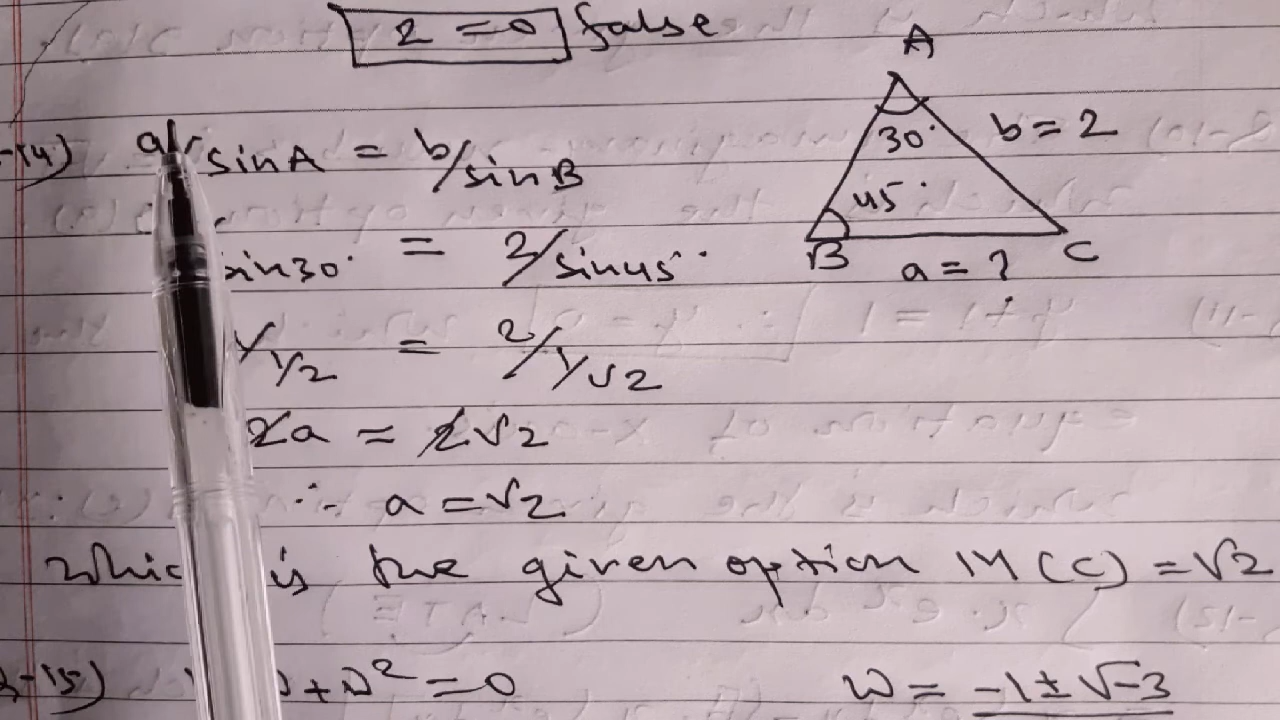 2 = 0 false
-14) a/sinA = b/sinB
sin30° = 2/sin45°
1/2 = 2/1/√2
2a = 2√2
∴ a = √2
A
30° b = 2
45°
B a = ? C
is the given option 14 (C) = √2
-15) +ω² = 0 ω = -1 ± √-3